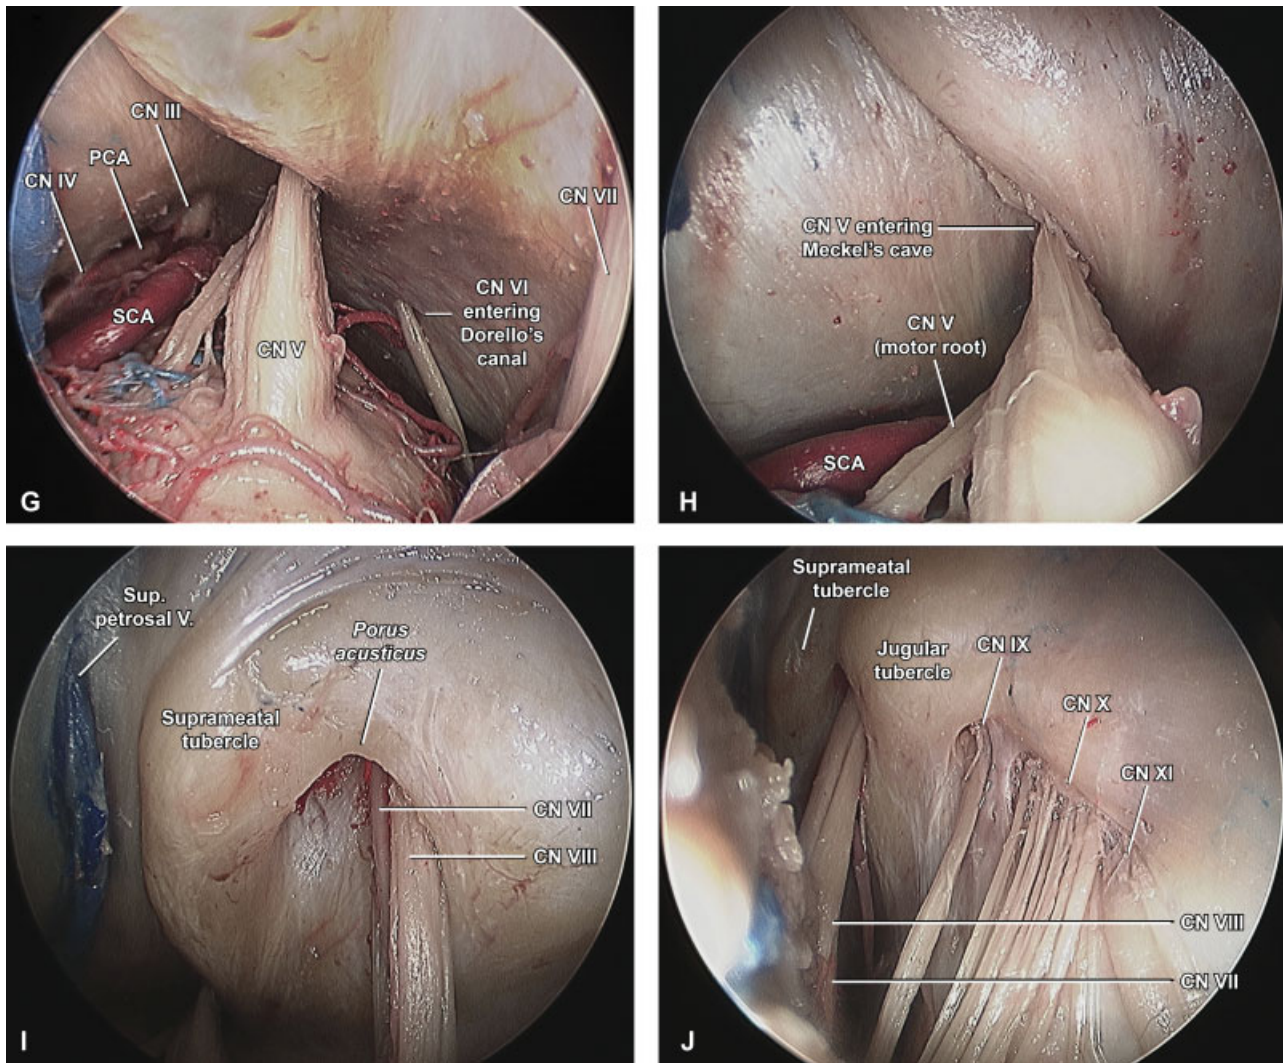 CN III
PCA
CN IV
CN VII
SCA
CN V
CN VI
entering
Dorello's
canal
G
CN V entering
Meckel's cave
CN V
(motor root)
SCA
H
Sup.
petrosal V.
Porus
acusticus
Suprameatal
tubercle
CN VII
CN VIII
I
Suprameatal
tubercle
Jugular
tubercle
CN IX
CN X
CN XI
CN VIII
CN VII
J